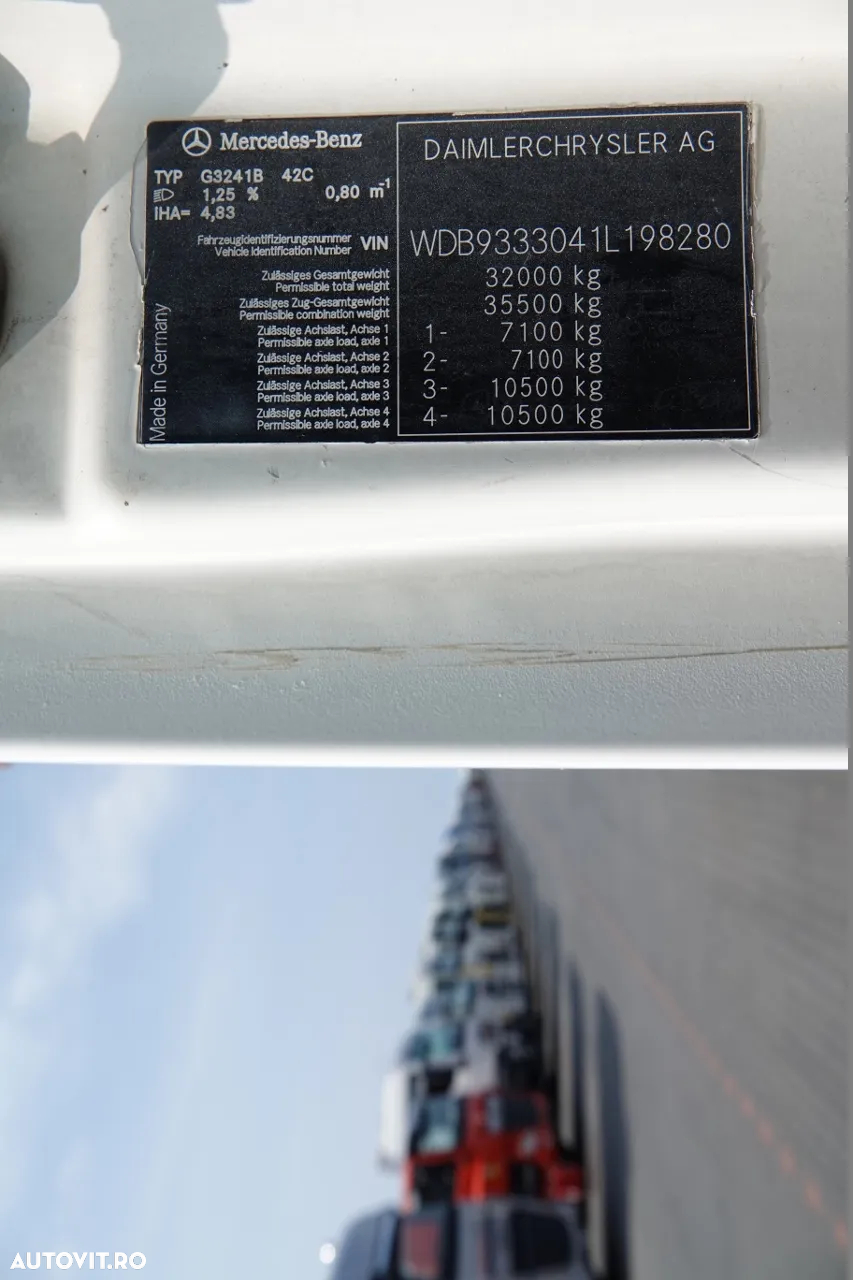 Mercedes-Benz
TYP G3241B 42C
1,25 % 0,80 m-1
IHA= 4,83
DAIMLERCHRYSLER AG
Fahrzeugidentifizierungsnummer
Vehicle Identification Number VIN WDB9333041L198280
Zulässiges Gesamtgewicht
Permissible total weight 32000 kg
Zulässiges Zug-Gesamtgewicht
Permissible combination weight 35500 kg
Zulässige Achslast, Achse 1
Permissible axle load, axle 1 1- 7100 kg
Zulässige Achslast, Achse 2
Permissible axle load, axle 2 2- 7100 kg
Zulässige Achslast, Achse 3
Permissible axle load, axle 3 3- 10500 kg
Zulässige Achslast, Achse 4
Permissible axle load, axle 4 4- 10500 kg
Made in Germany
AUTOVIT.RO